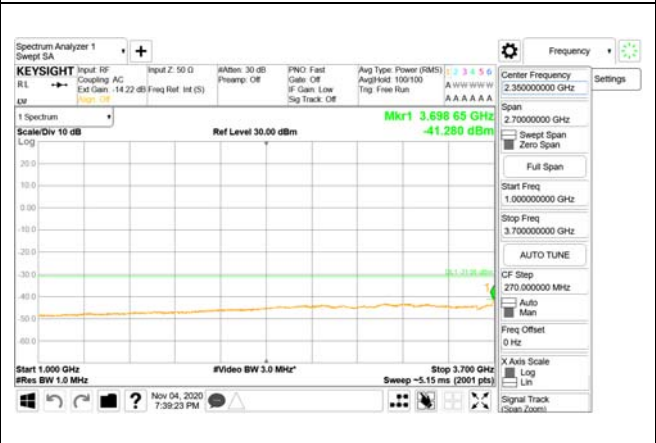 Spectrum Analyzer 1
Swept SA
Frequency
KEYSIGHT
Input: RF
Input Z: 50 Ω
#Atten: 30 dB
PNO: Fast
Avg Type: Power (RMS)
1 2 3 4 5 6
RL
Coupling: AC
Preamp: Off
Gate: Off
Avg|Hold: 100/100
A W W W W W
Ext Gain: -14.22 dB
Freq Ref: Int (S)
IF Gain: Low
Trig: Free Run
Align: Off
Sig Track: Off
A A A A A A
Center Frequency
2.350000000 GHz
Settings
1 Spectrum
Mkr1 3.698 65 GHz
Scale/Div 10 dB
Ref Level 30.00 dBm
-41.280 dBm
Log
20.0
10.0
0.00
-10.0
-20.0
-30.0
-40.0
-50.0
-60.0
1
Span
2.70000000 GHz
Swept Span
Zero Span
Full Span
Start Freq
1.000000000 GHz
Stop Freq
3.700000000 GHz
AUTO TUNE
CF Step
270.000000 MHz
Auto
Man
Freq Offset
0 Hz
X Axis Scale
Log
Lin
Signal Track
(Span Zoom)
Start 1.000 GHz
#Video BW 3.0 MHz*
Stop 3.700 GHz
#Res BW 1.0 MHz
Sweep ~5.15 ms (2001 pts)
Nov 04, 2020
7:39:23 PM